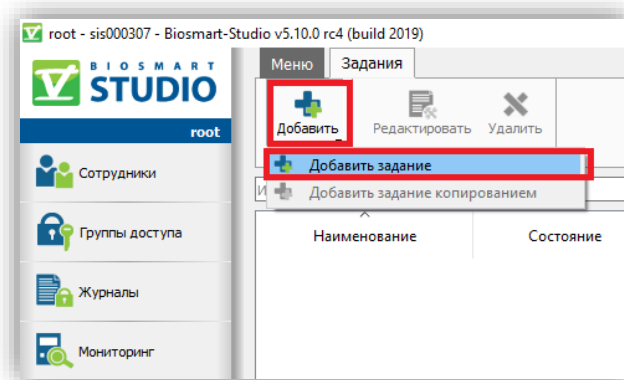 root - sis000307 - Biosmart-Studio v5.10.0 rc4 (build 2019)
BIOSMART
STUDIO
root
Меню Задания
Добавить Редактировать Удалить
Добавить задание
Добавить задание копированием
Наименование Состояние
Сотрудники
Группы доступа
Журналы
Мониторинг